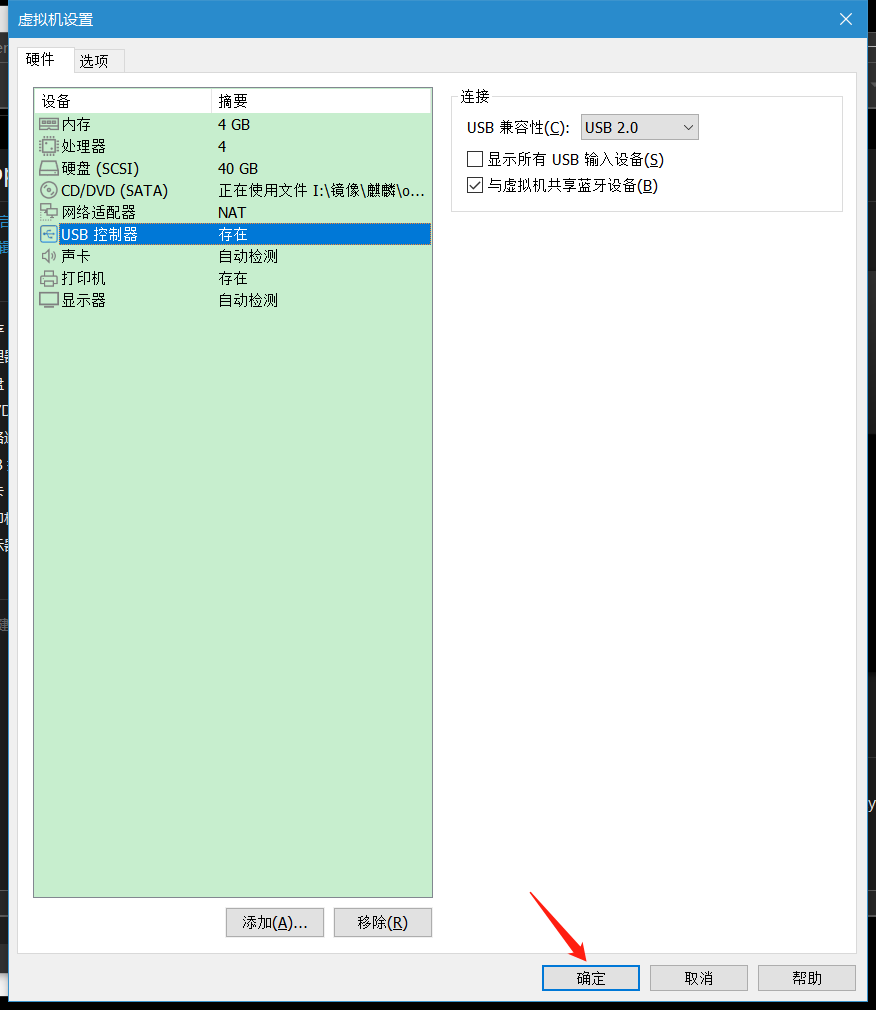 虚拟机设置
硬件
选项
设备 摘要
内存 4 GB
处理器 4
硬盘 (SCSI) 40 GB
CD/DVD (SATA) 正在使用文件 I:\镜像\麒麟\o...
网络适配器 NAT
USB 控制器 存在
声卡 自动检测
打印机 存在
显示器 自动检测
连接
USB 兼容性(C): USB 2.0
显示所有 USB 输入设备(S)
与虚拟机共享蓝牙设备(B)
添加(A)... 移除(R)
确定 取消 帮助